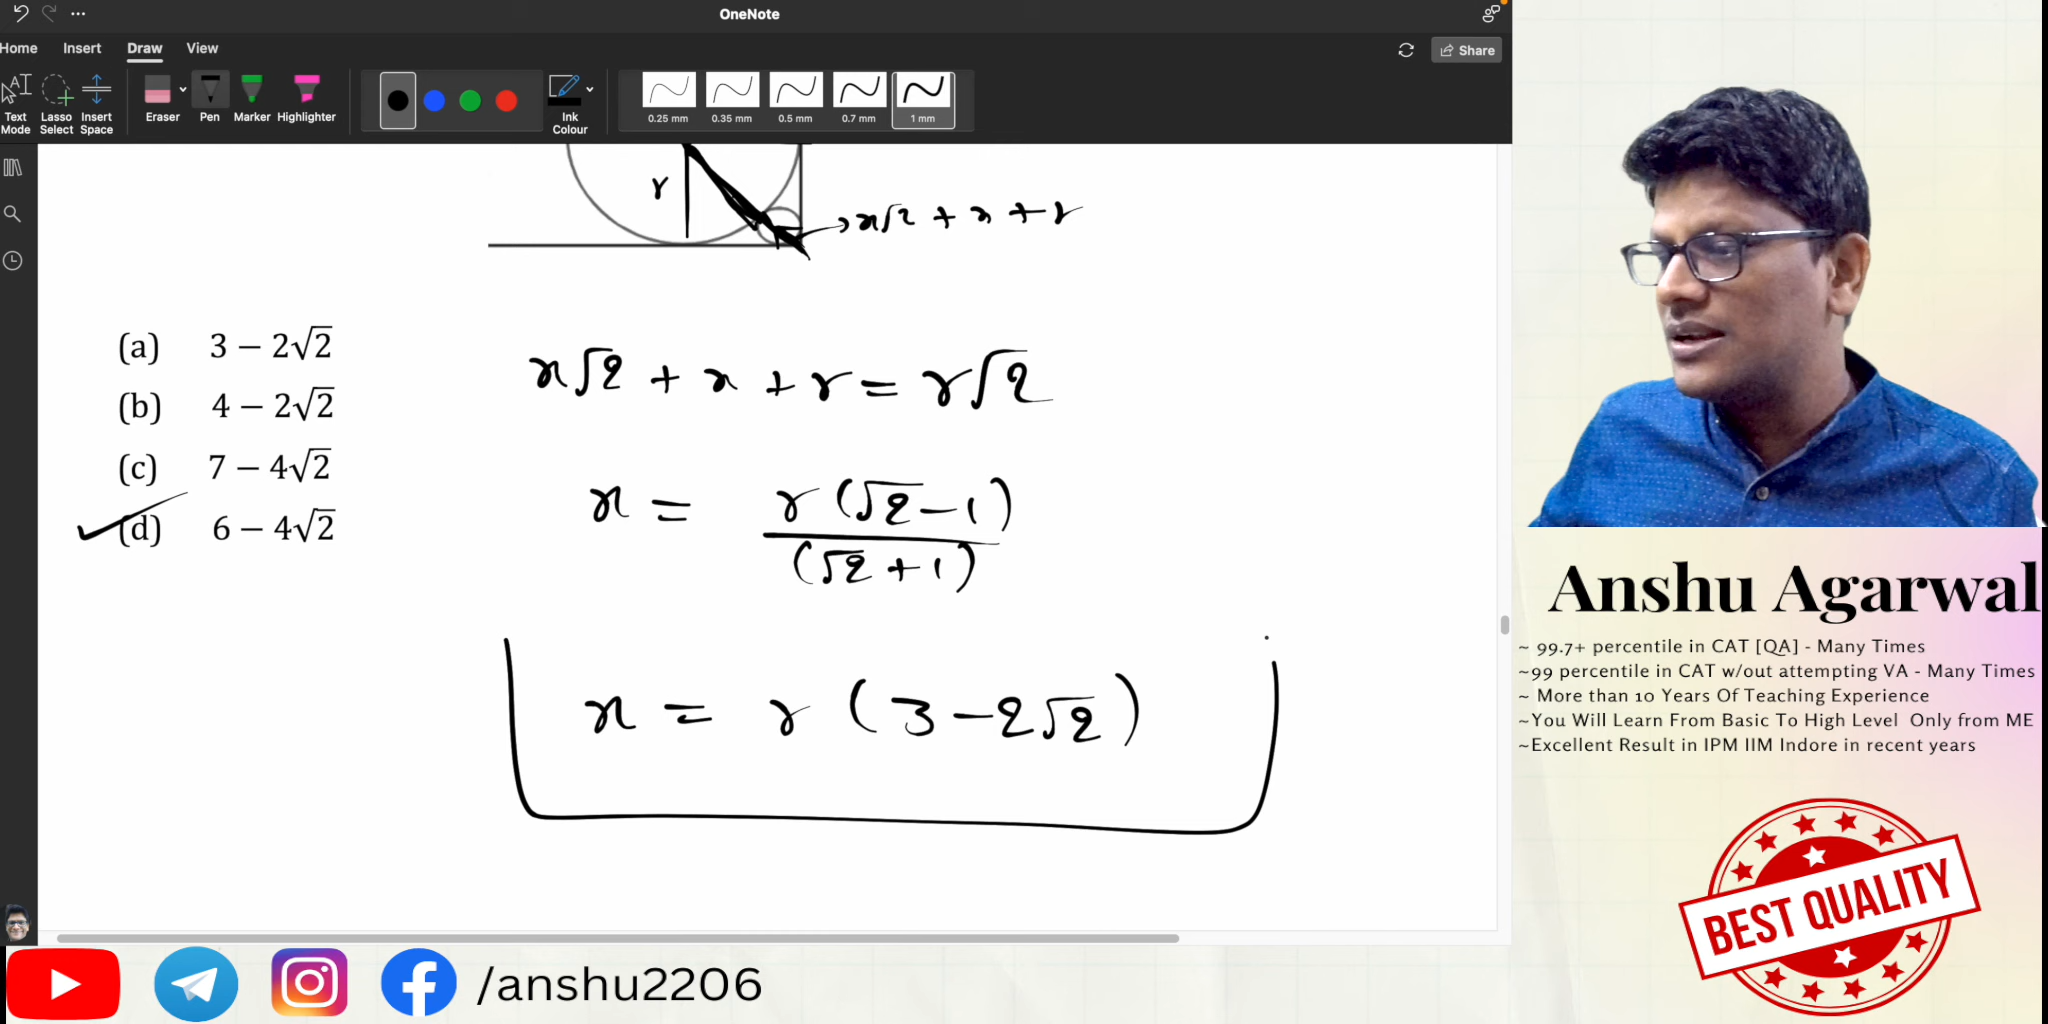 OneNote
Home Insert Draw View
Share
Text Mode
Lasso Select
Insert Space
Eraser
Pen
Marker
Highlighter
Ink Colour
0.25 mm
0.35 mm
0.5 mm
0.7 mm
1 mm
r
x√2 + x + r
(a) 3 − 2√2
(b) 4 − 2√2
(c) 7 − 4√2
(d) 6 − 4√2
x√2 + x + r = r√2
x = r(√2−1)
(√2+1)
x = r (3−2√2)
Anshu Agarwal
~ 99.7+ percentile in CAT [QA] - Many Times
~99 percentile in CAT w/out attempting VA - Many Times
~ More than 10 Years Of Teaching Experience
~You Will Learn From Basic To High Level Only from ME
~Excellent Result in IPM IIM Indore in recent years
BEST QUALITY
/anshu2206